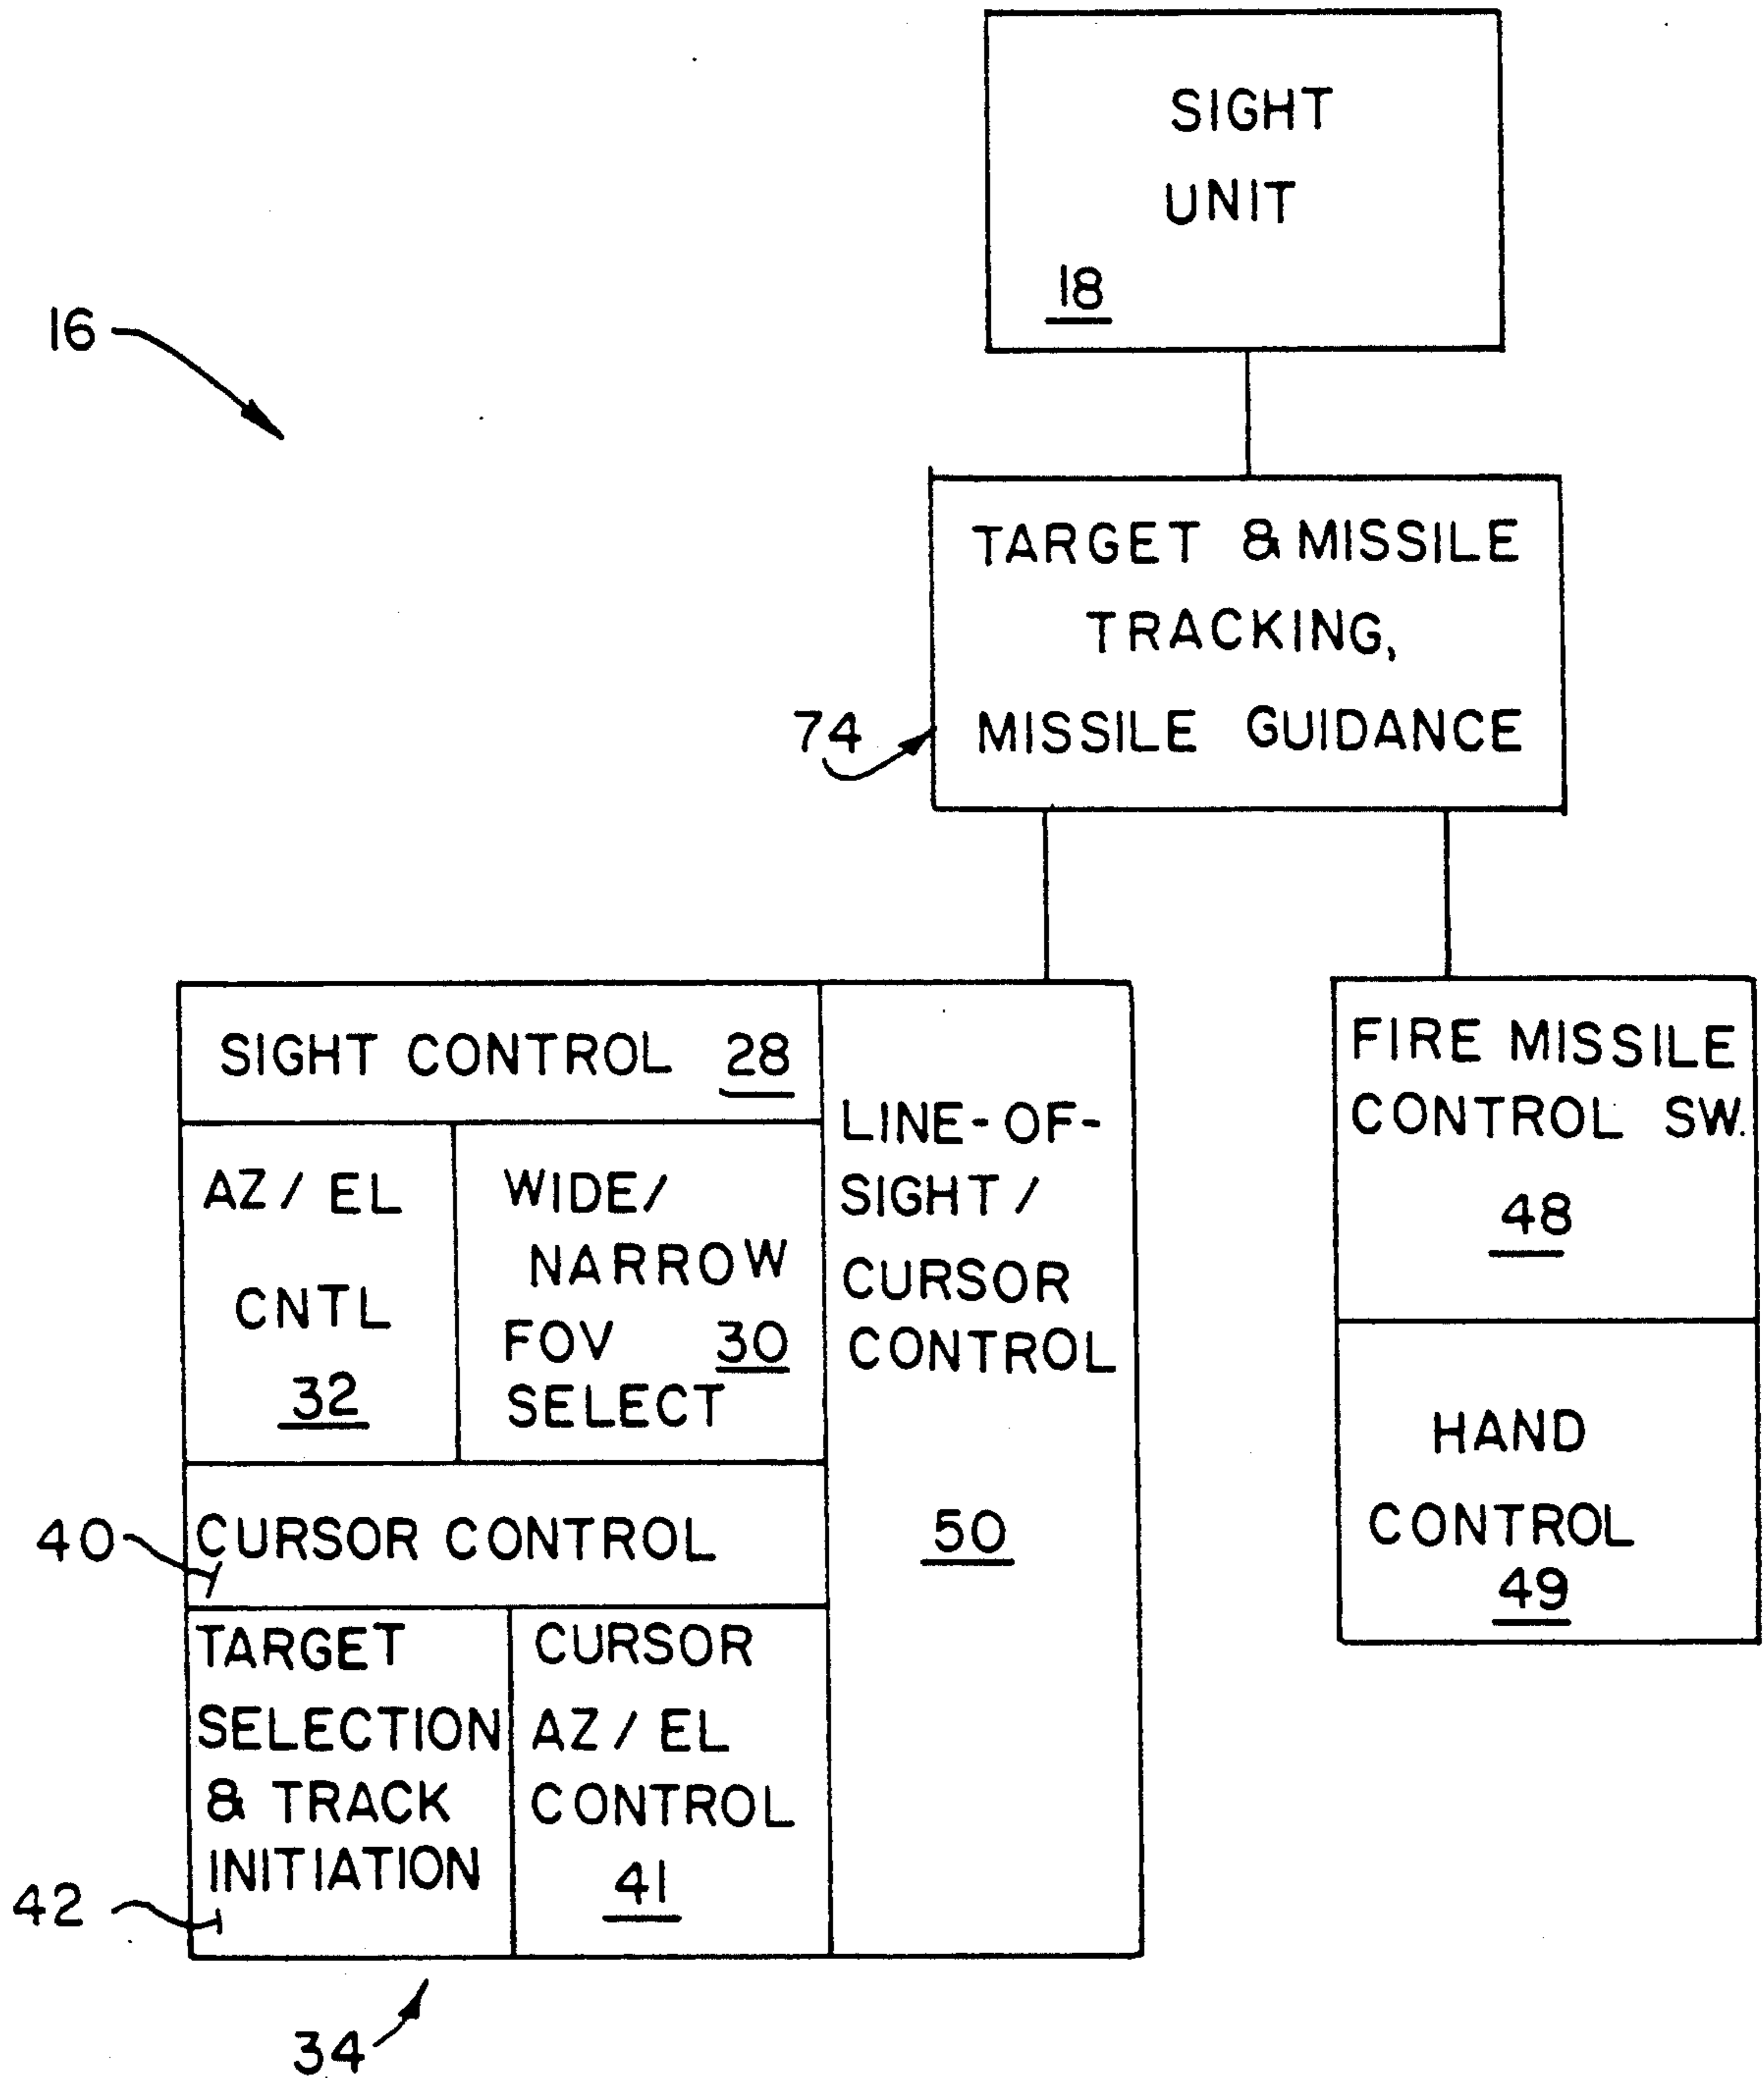 SIGHT
UNIT
18
16
TARGET & MISSILE
TRACKING,
MISSILE GUIDANCE
74
SIGHT CONTROL 28
AZ / EL
CNTL
32
WIDE/
NARROW
FOV 30
SELECT
LINE-OF-
SIGHT /
CURSOR
CONTROL
50
FIRE MISSILE
CONTROL SW.
48
HAND
CONTROL
49
40
CURSOR CONTROL
TARGET
SELECTION
& TRACK
INITIATION
42
CURSOR
AZ / EL
CONTROL
41
34